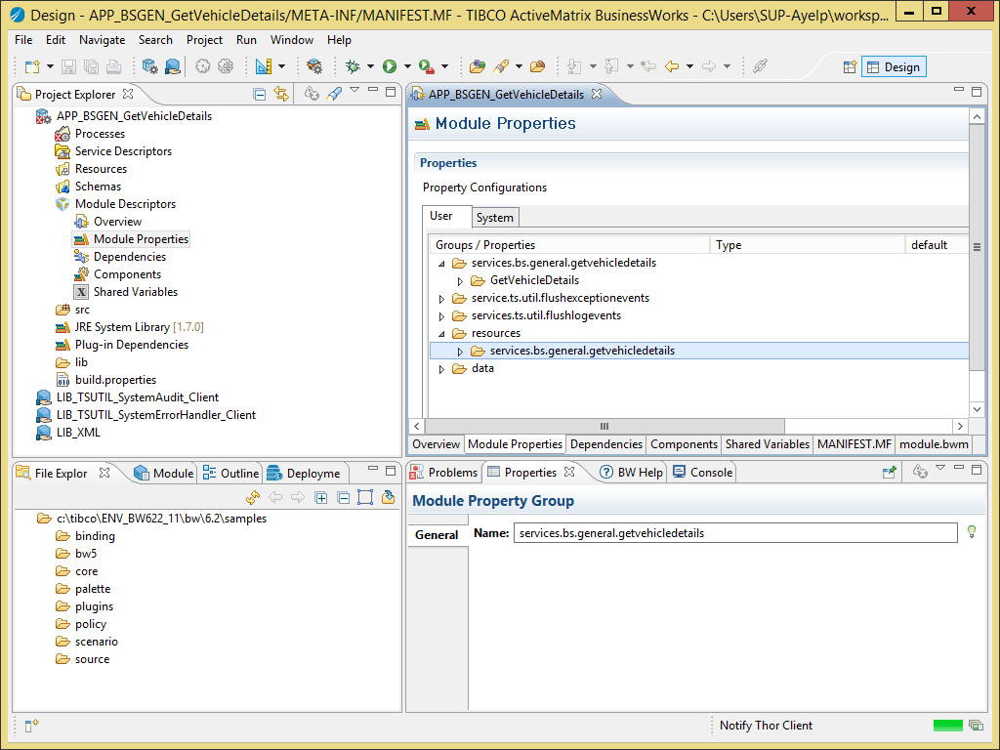 Design - APP_BSGEN_GetVehicleDetails/META-INF/MANIFEST.MF - TIBCO ActiveMatrix BusinessWorks - C:\Users\SUP-Ayelp\worksp...
File Edit Navigate Search Project Run Window Help
Design
Project Explorer
APP_BSGEN_GetVehicleDetails
Processes
Service Descriptors
Resources
Schemas
Module Descriptors
Overview
Module Properties
Dependencies
Components
X Shared Variables
src
JRE System Library [1.7.0]
Plug-in Dependencies
lib
build.properties
LIB_TSUTIL_SystemAudit_Client
LIB_TSUTIL_SystemErrorHandler_Client
LIB_XML
APP_BSGEN_GetVehicleDetails
Module Properties
Properties
Property Configurations
User System
Groups / Properties Type default
services.bs.general.getvehicledetails
GetVehicleDetails
service.ts.util.flushexceptionevents
services.ts.util.flushlogevents
resources
services.bs.general.getvehicledetails
data
Overview Module Properties Dependencies Components Shared Variables MANIFEST.MF module.bwm
File Explor Module Outline Deployme
c:\tibco\ENV_BW622_11\bw\6.2\samples
binding
bw5
core
palette
plugins
policy
scenario
source
Problems Properties BW Help Console
Module Property Group
General Name: services.bs.general.getvehicledetails
Notify Thor Client